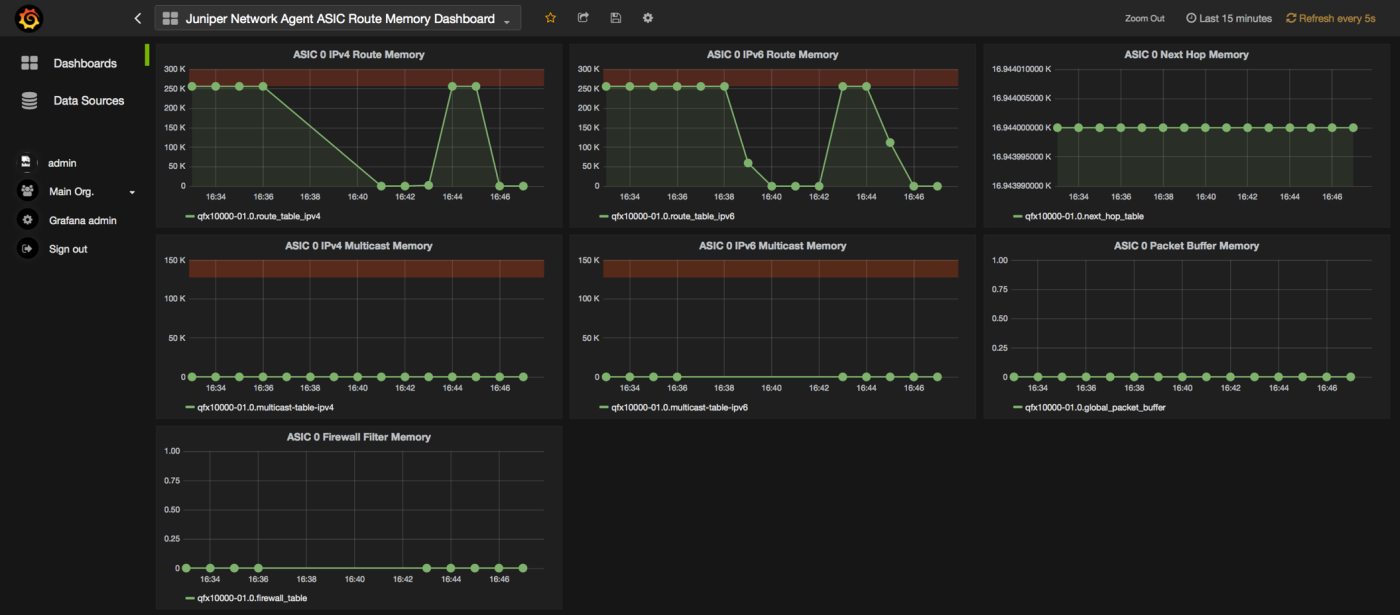 Juniper Network Agent ASIC Route Memory Dashboard
Zoom Out
Last 15 minutes
Refresh every 5s
Dashboards
Data Sources
admin
Main Org.
Grafana admin
Sign out
ASIC 0 IPv4 Route Memory
300 K
250 K
200 K
150 K
100 K
50 K
0
16:34 16:36 16:38 16:40 16:42 16:44 16:46
qfx10000-01.0.route_table_ipv4
ASIC 0 IPv6 Route Memory
300 K
250 K
200 K
150 K
100 K
50 K
0
16:34 16:36 16:38 16:40 16:42 16:44 16:46
qfx10000-01.0.route_table_ipv6
ASIC 0 Next Hop Memory
16.944010000 K
16.944005000 K
16.944000000 K
16.943995000 K
16.943990000 K
16:34 16:36 16:38 16:40 16:42 16:44 16:46
qfx10000-01.0.next_hop_table
ASIC 0 IPv4 Multicast Memory
150 K
100 K
50 K
0
16:34 16:36 16:38 16:40 16:42 16:44 16:46
qfx10000-01.0.multicast-table-ipv4
ASIC 0 IPv6 Multicast Memory
150 K
100 K
50 K
0
16:34 16:36 16:38 16:40 16:42 16:44 16:46
qfx10000-01.0.multicast-table-ipv6
ASIC 0 Packet Buffer Memory
1.00
0.75
0.50
0.25
0
16:34 16:36 16:38 16:40 16:42 16:44 16:46
qfx10000-01.0.global_packet_buffer
ASIC 0 Firewall Filter Memory
1.00
0.75
0.50
0.25
0
16:34 16:36 16:38 16:40 16:42 16:44 16:46
qfx10000-01.0.firewall_table